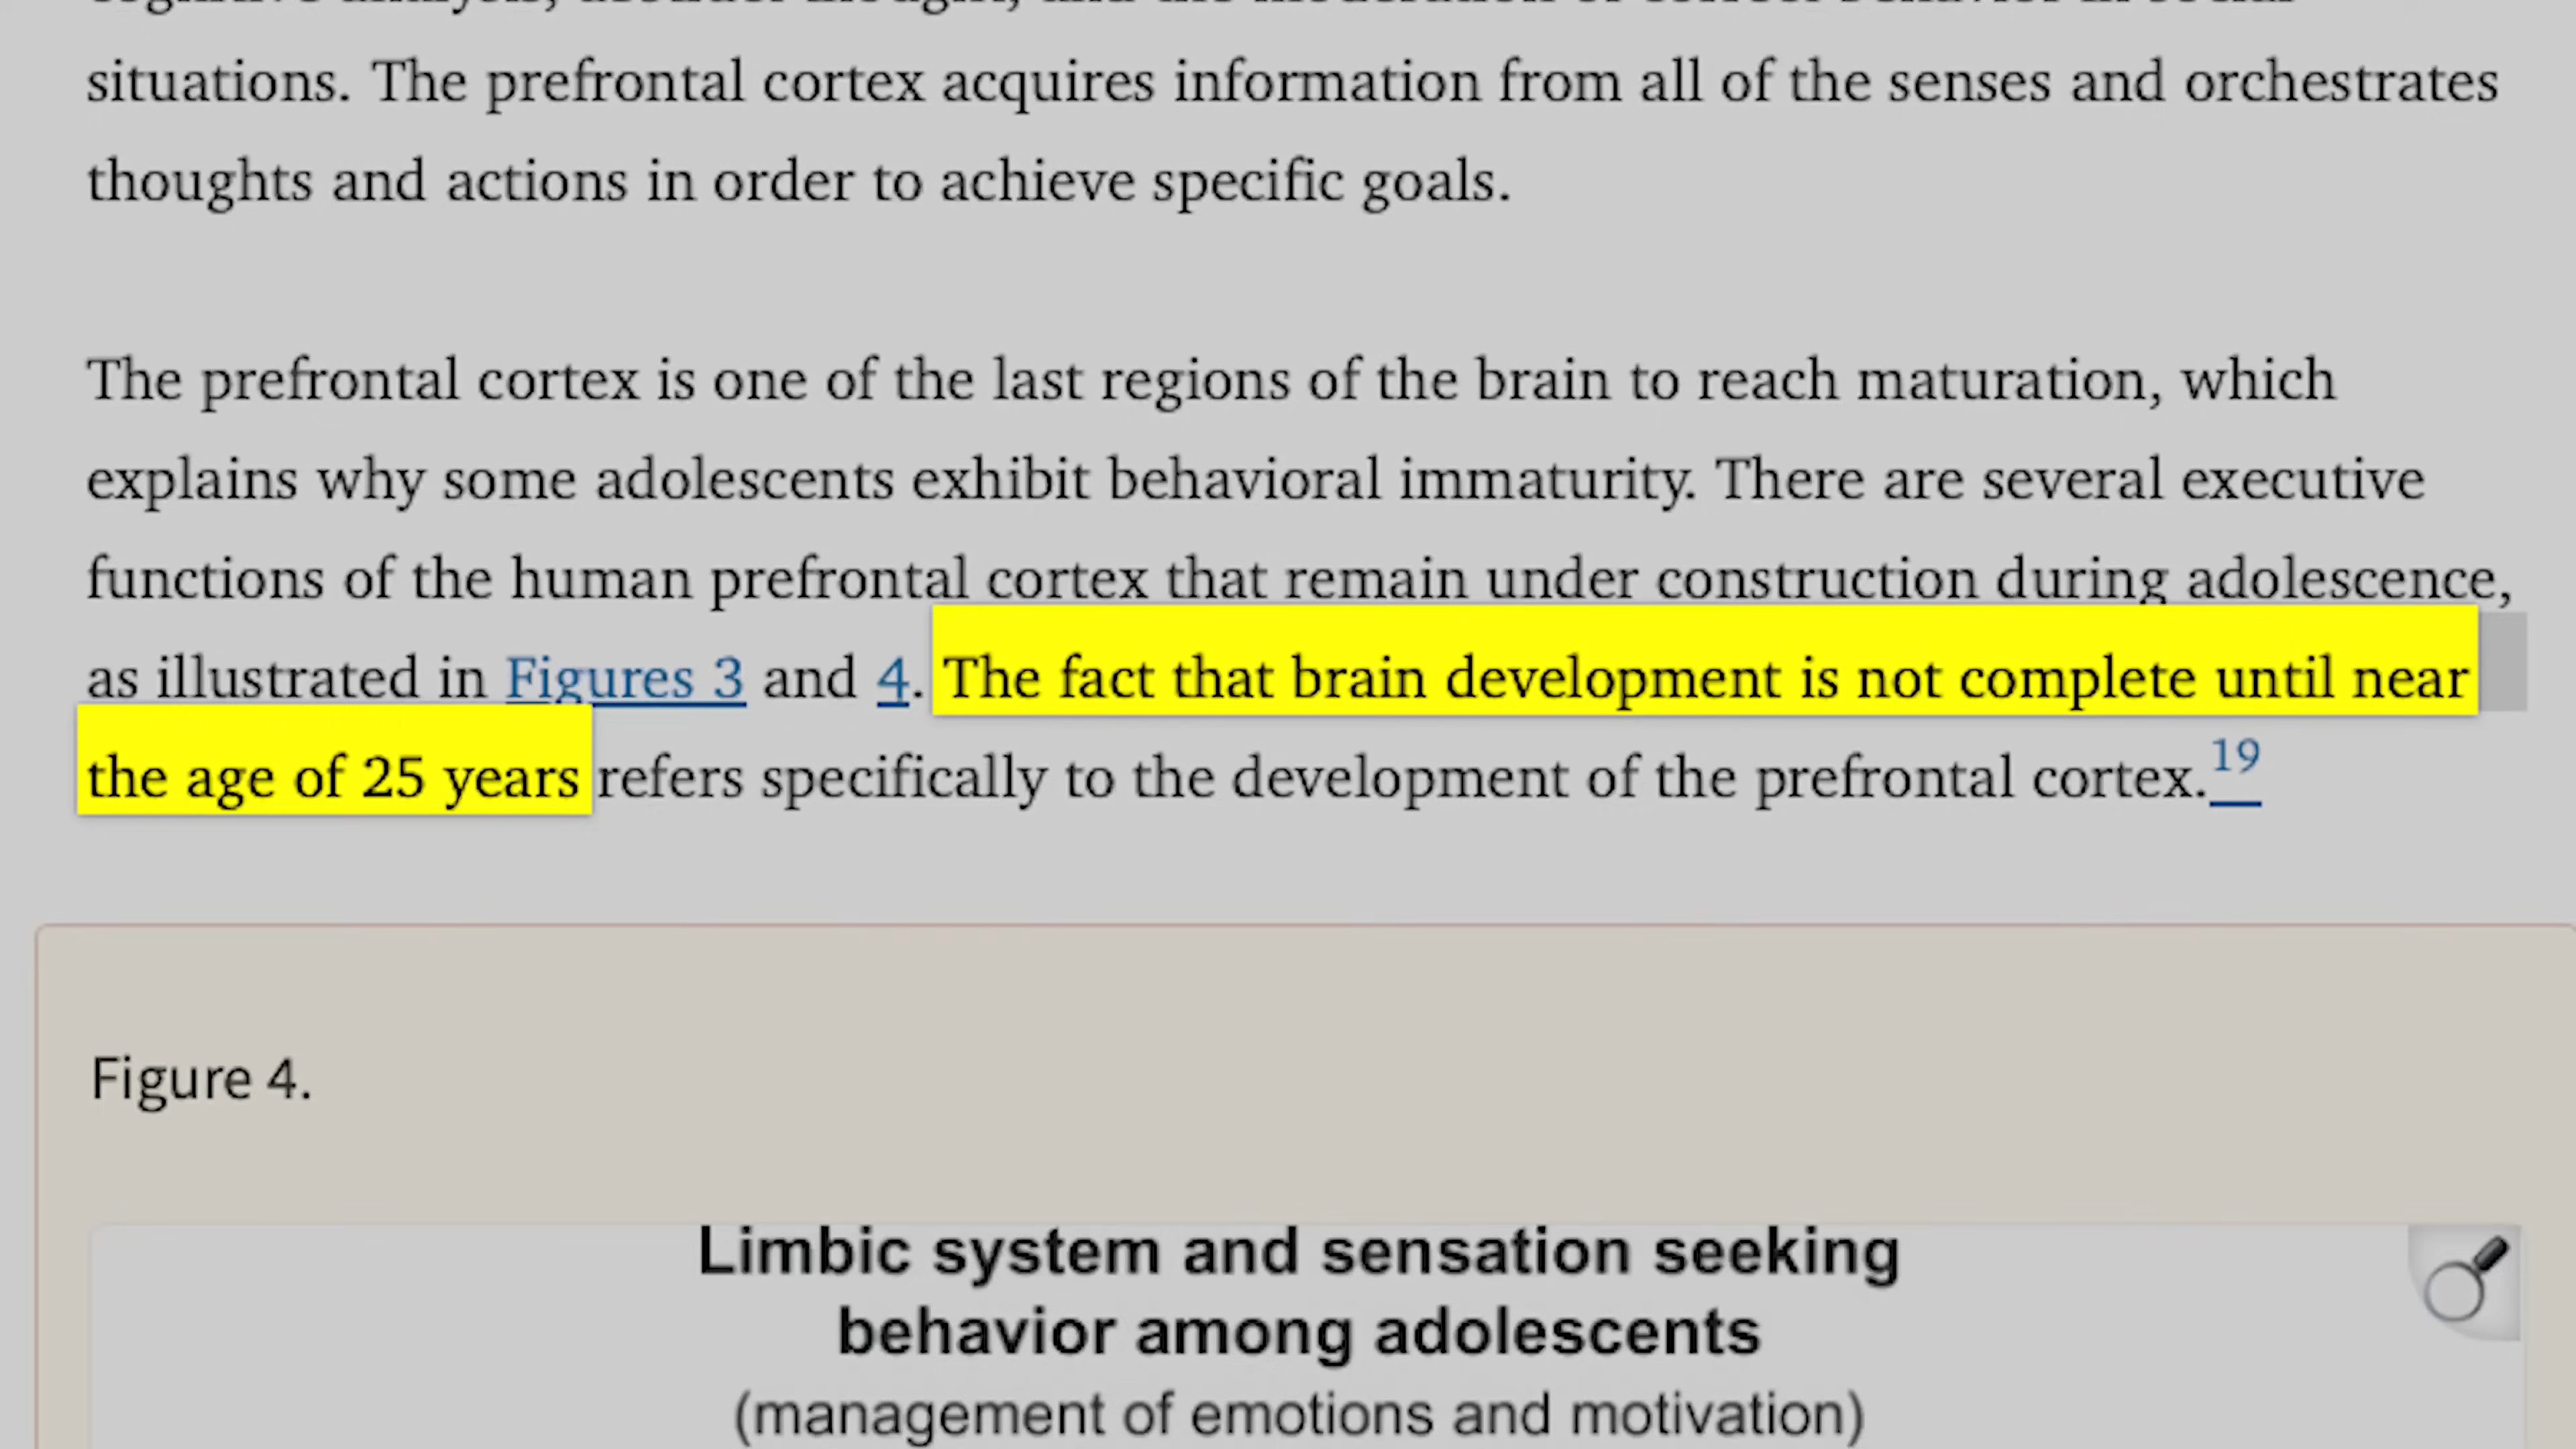 situations. The prefrontal cortex acquires information from all of the senses and orchestrates
thoughts and actions in order to achieve specific goals.
The prefrontal cortex is one of the last regions of the brain to reach maturation, which
explains why some adolescents exhibit behavioral immaturity. There are several executive
functions of the human prefrontal cortex that remain under construction during adolescence,
as illustrated in Figures 3 and 4. The fact that brain development is not complete until near
the age of 25 years refers specifically to the development of the prefrontal cortex.19
Figure 4.
Limbic system and sensation seeking
behavior among adolescents
(management of emotions and motivation)